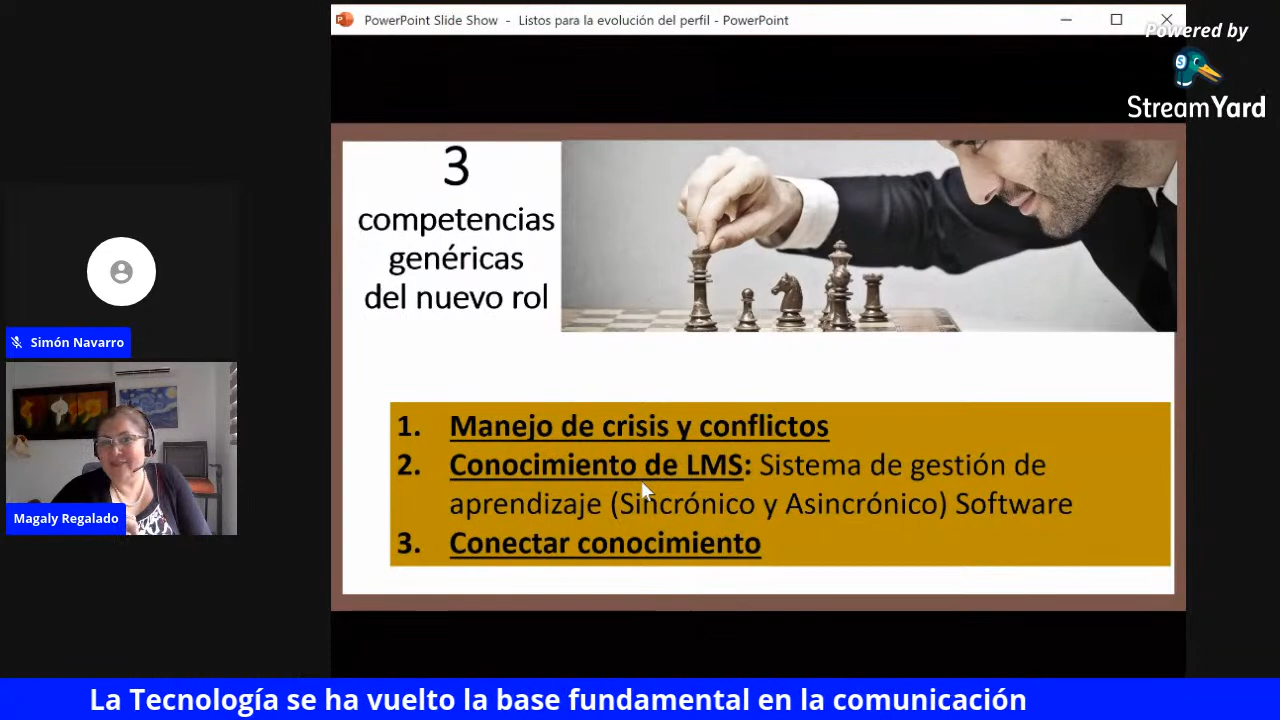 PowerPoint Slide Show - Listos para la evolución del perfil - PowerPoint
Powered by
StreamYard
3
competencias
genéricas
del nuevo rol
1. Manejo de crisis y conflictos
2. Conocimiento de LMS: Sistema de gestión de
aprendizaje (Sincrónico y Asincrónico) Software
3. Conectar conocimiento
Simón Navarro
Magaly Regalado
La Tecnología se ha vuelto la base fundamental en la comunicación